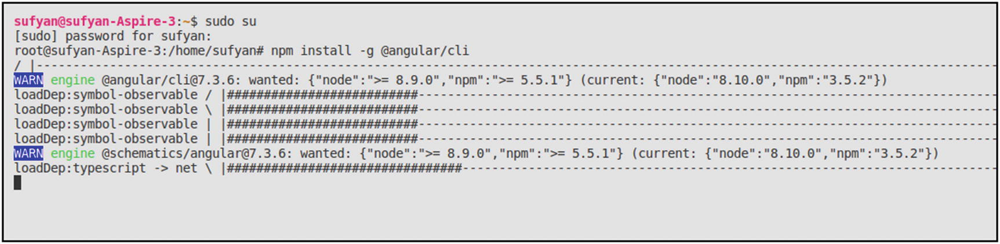 sufyan@sufyan-Aspire-3:~$ sudo su
[sudo] password for sufyan:
root@sufyan-Aspire-3:/home/sufyan# npm install -g @angular/cli
/ |----------------------------------------------------------------------------------------------------------------------------------
WARN engine @angular/cli@7.3.6: wanted: {"node":">= 8.9.0","npm":">= 5.5.1"} (current: {"node":"8.10.0","npm":"3.5.2"})
loadDep:symbol-observable / |##########################-------------------------------------------------------------------------------
loadDep:symbol-observable \ |##########################-------------------------------------------------------------------------------
loadDep:symbol-observable | |##########################-------------------------------------------------------------------------------
loadDep:symbol-observable | |##########################-------------------------------------------------------------------------------
WARN engine @schematics/angular@7.3.6: wanted: {"node":">= 8.9.0","npm":">= 5.5.1"} (current: {"node":"8.10.0","npm":"3.5.2"})
loadDep:typescript -> net \ |################################-------------------------------------------------------------------------